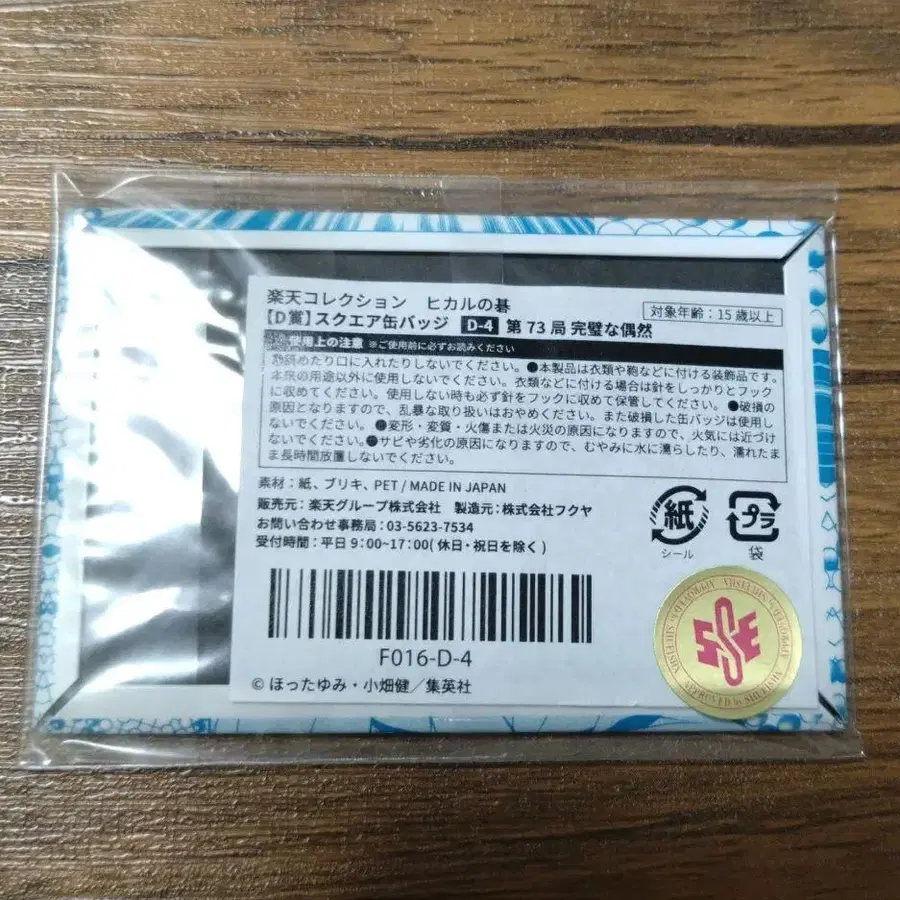 楽天コレクション ヒカルの碁
【D賞】スクエア缶バッジ D-4 第73局 完璧な偶然
対象年齢：15歳以上
使用上の注意 ※ご使用前に必ずお読みください
舐めたり口に入れたりしないでください。●本製品は衣類や鞄などに付ける装飾品です。
本来の用途以外に使用しないでください。衣類などに付ける場合は針をしっかりとフック
に収めてください。使用しない時も必ず針をフックに収めて保管してください。●破損の
原因となりますので、乱暴な取り扱いはおやめください。また破損した缶バッジは使用し
ないでください。●変形・変質・火傷または火災の原因になりますので、火気には近づけ
ないでください。●サビや劣化の原因になりますので、むやみに水に濡らしたり、濡れたま
ま長時間放置しないでください。
素材：紙、ブリキ、PET / MADE IN JAPAN
販売元：楽天グループ株式会社 製造元：株式会社フクヤ
お問い合わせ事務局：03-5623-7534
受付時間：平日 9:00~17:00( 休日・祝日を除く )
紙
シール
プラ
袋
F016-D-4
© ほったゆみ・小畑健／集英社
SSE
APPROVED by SHUEISHA